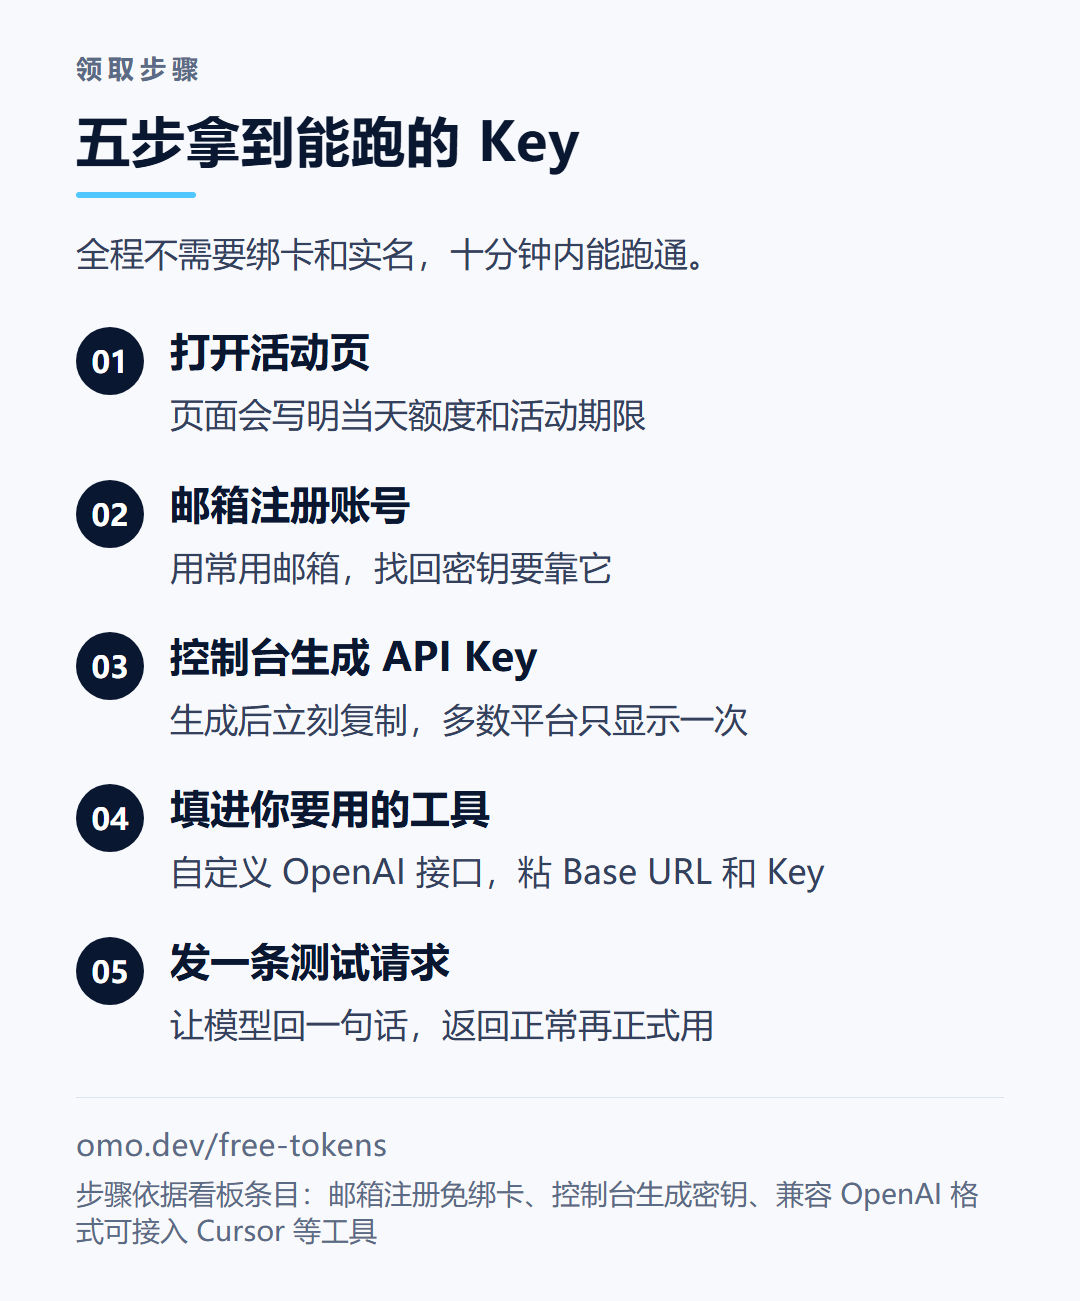 领取步骤
五步拿到能跑的 Key
全程不需要绑卡和实名，十分钟内能跑通。
01
打开活动页
页面会写明当天额度和活动期限
02
邮箱注册账号
用常用邮箱，找回密钥要靠它
03
控制台生成 API Key
生成后立刻复制，多数平台只显示一次
04
填进你要用的工具
自定义 OpenAI 接口，粘 Base URL 和 Key
05
发一条测试请求
让模型回一句话，返回正常再正式用
omo.dev/free-tokens
步骤依据看板条目：邮箱注册免绑卡、控制台生成密钥、兼容 OpenAI 格
式可接入 Cursor 等工具